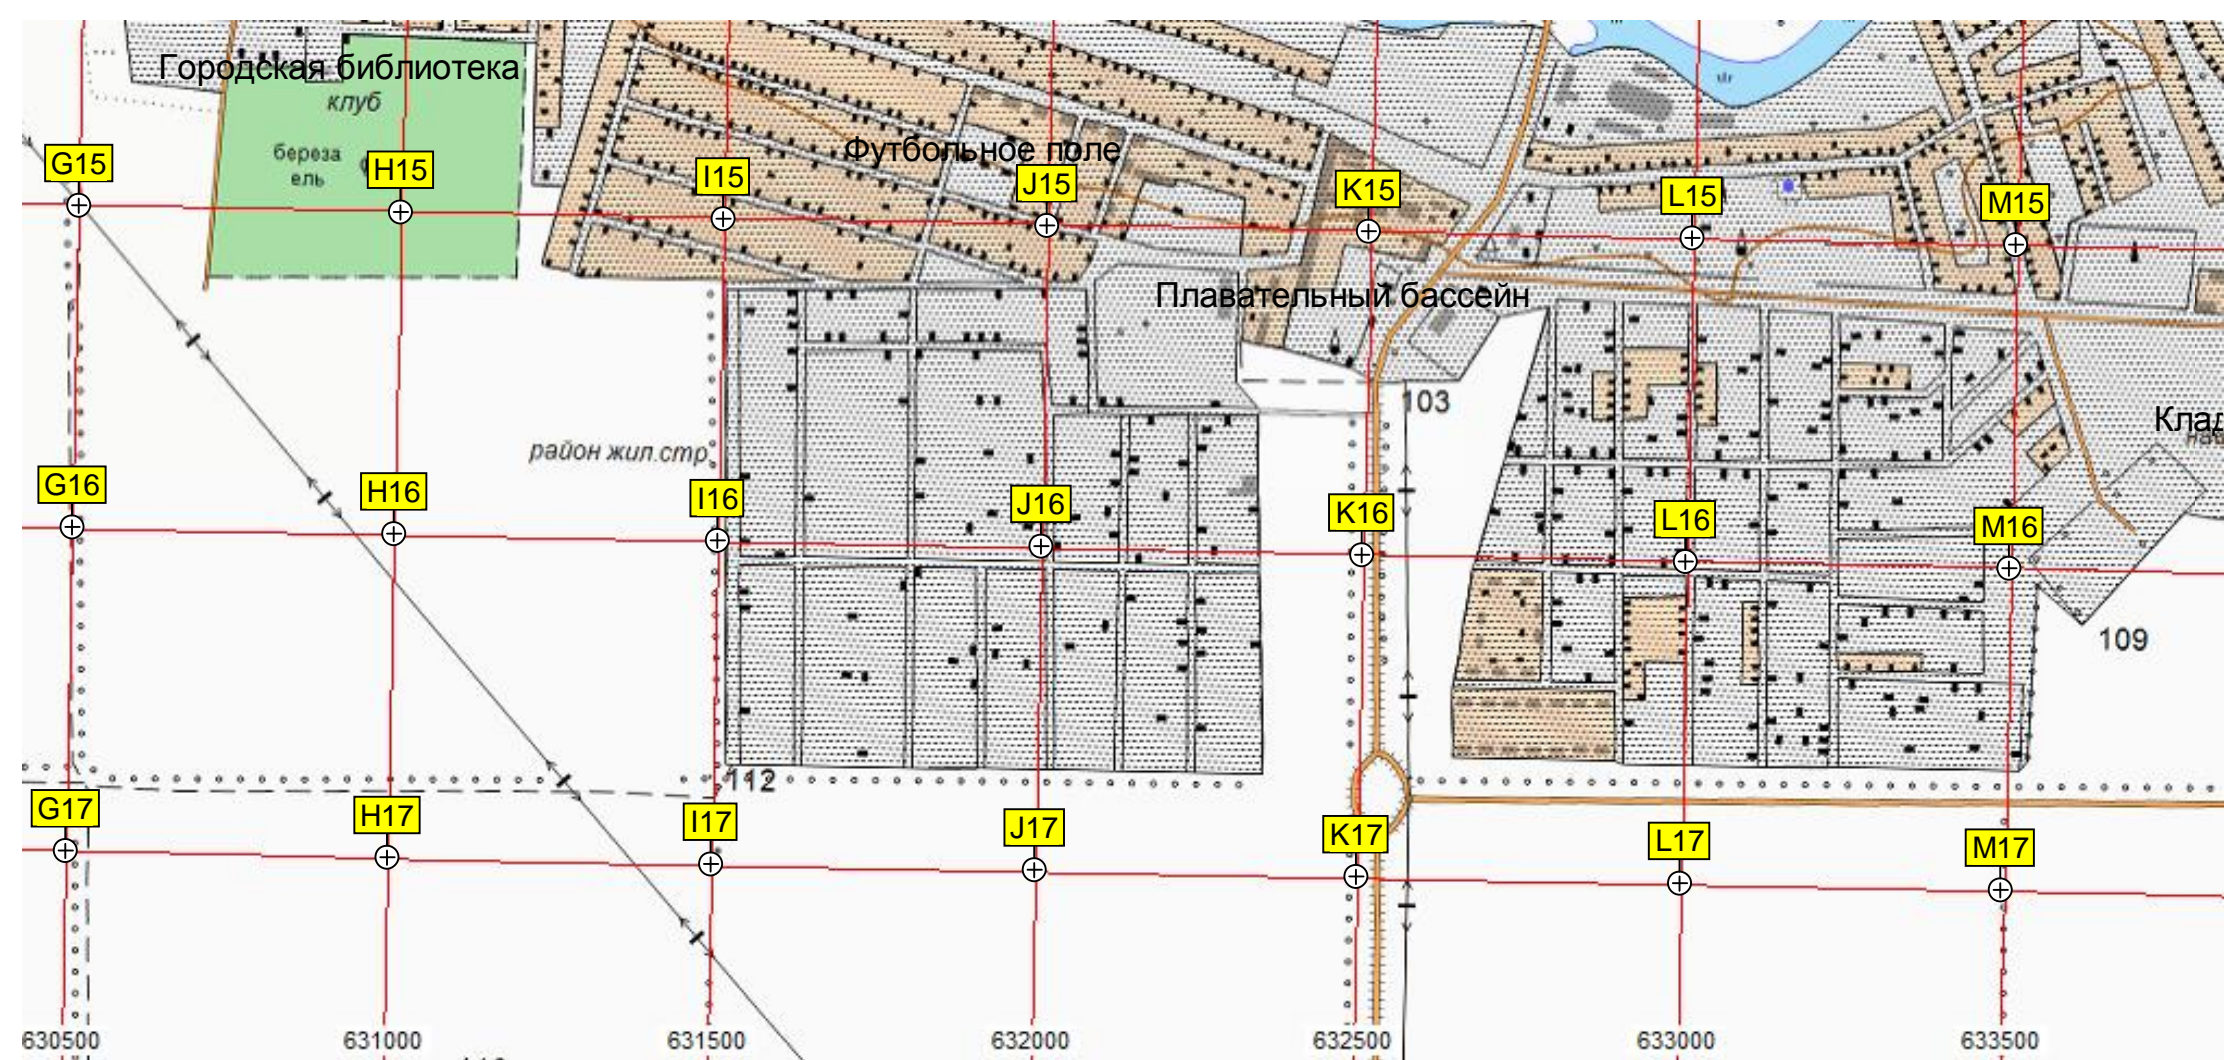 Городская библиотека
клуб
береза
ель
Футбольное поле
G15
H15
I15
J15
K15
L15
M15
Плавательный бассейн
103
Клад
район жил.стр.
G16
H16
I16
J16
K16
L16
M16
109
112
G17
H17
I17
J17
K17
L17
M17
630500
631000
631500
632000
632500
633000
633500